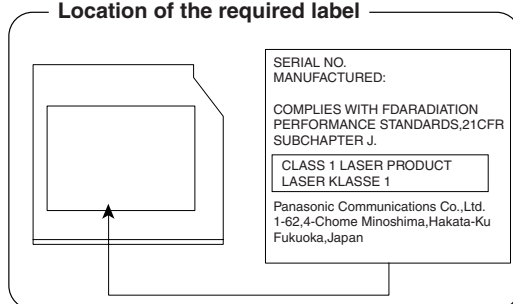 Location of the required label
SERIAL NO.
MANUFACTURED:
COMPLIES WITH FDARADIATION
PERFORMANCE STANDARDS,21CFR
SUBCHAPTER J.
CLASS 1 LASER PRODUCT
LASER KLASSE 1
Panasonic Communications Co.,Ltd.
1-62,4-Chome Minoshima,Hakata-Ku
Fukuoka,Japan